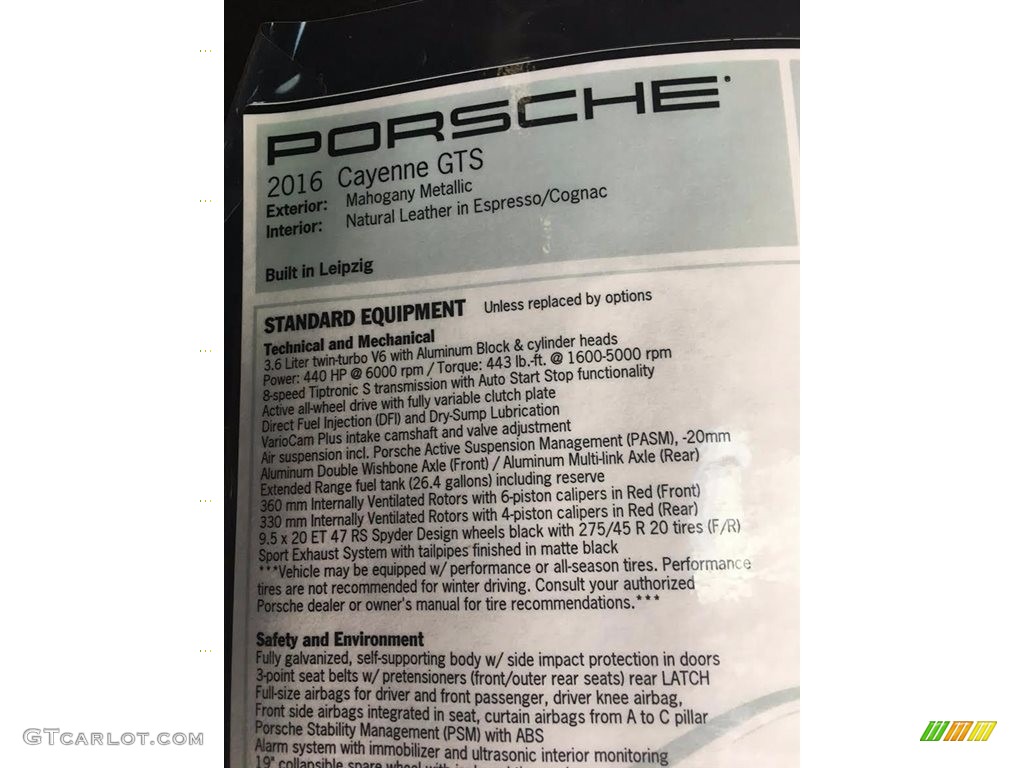 PORSCHE
2016 Cayenne GTS
Exterior: Mahogany Metallic
Interior: Natural Leather in Espresso/Cognac
Built in Leipzig
STANDARD EQUIPMENT Unless replaced by options
Technical and Mechanical
3.6 Liter twin-turbo V6 with Aluminum Block & cylinder heads
Power: 440 HP @ 6000 rpm / Torque: 443 lb.-ft. @ 1600-5000 rpm
8-speed Tiptronic S transmission with Auto Start Stop functionality
Active all-wheel drive with fully variable clutch plate
Direct Fuel Injection (DFI) and Dry-Sump Lubrication
VarioCam Plus intake camshaft and valve adjustment
Air suspension incl. Porsche Active Suspension Management (PASM), -20mm
Aluminum Double Wishbone Axle (Front) / Aluminum Multi-link Axle (Rear)
Extended Range fuel tank (26.4 gallons) including reserve
360 mm Internally Ventilated Rotors with 6-piston calipers in Red (Front)
330 mm Internally Ventilated Rotors with 4-piston calipers in Red (Rear)
9.5 x 20 ET 47 RS Spyder Design wheels black with 275/45 R 20 tires (F/R)
Sport Exhaust System with tailpipes finished in matte black
***Vehicle may be equipped w/ performance or all-season tires. Performance
tires are not recommended for winter driving. Consult your authorized
Porsche dealer or owner's manual for tire recommendations.***
Safety and Environment
Fully galvanized, self-supporting body w/ side impact protection in doors
3-point seat belts w/ pretensioners (front/outer rear seats) rear LATCH
Full-size airbags for driver and front passenger, driver knee airbag,
Front side airbags integrated in seat, curtain airbags from A to C pillar
Porsche Stability Management (PSM) with ABS
Alarm system with immobilizer and ultrasonic interior monitoring
19" collapsible spare wheel with
GTCARLOT.COM